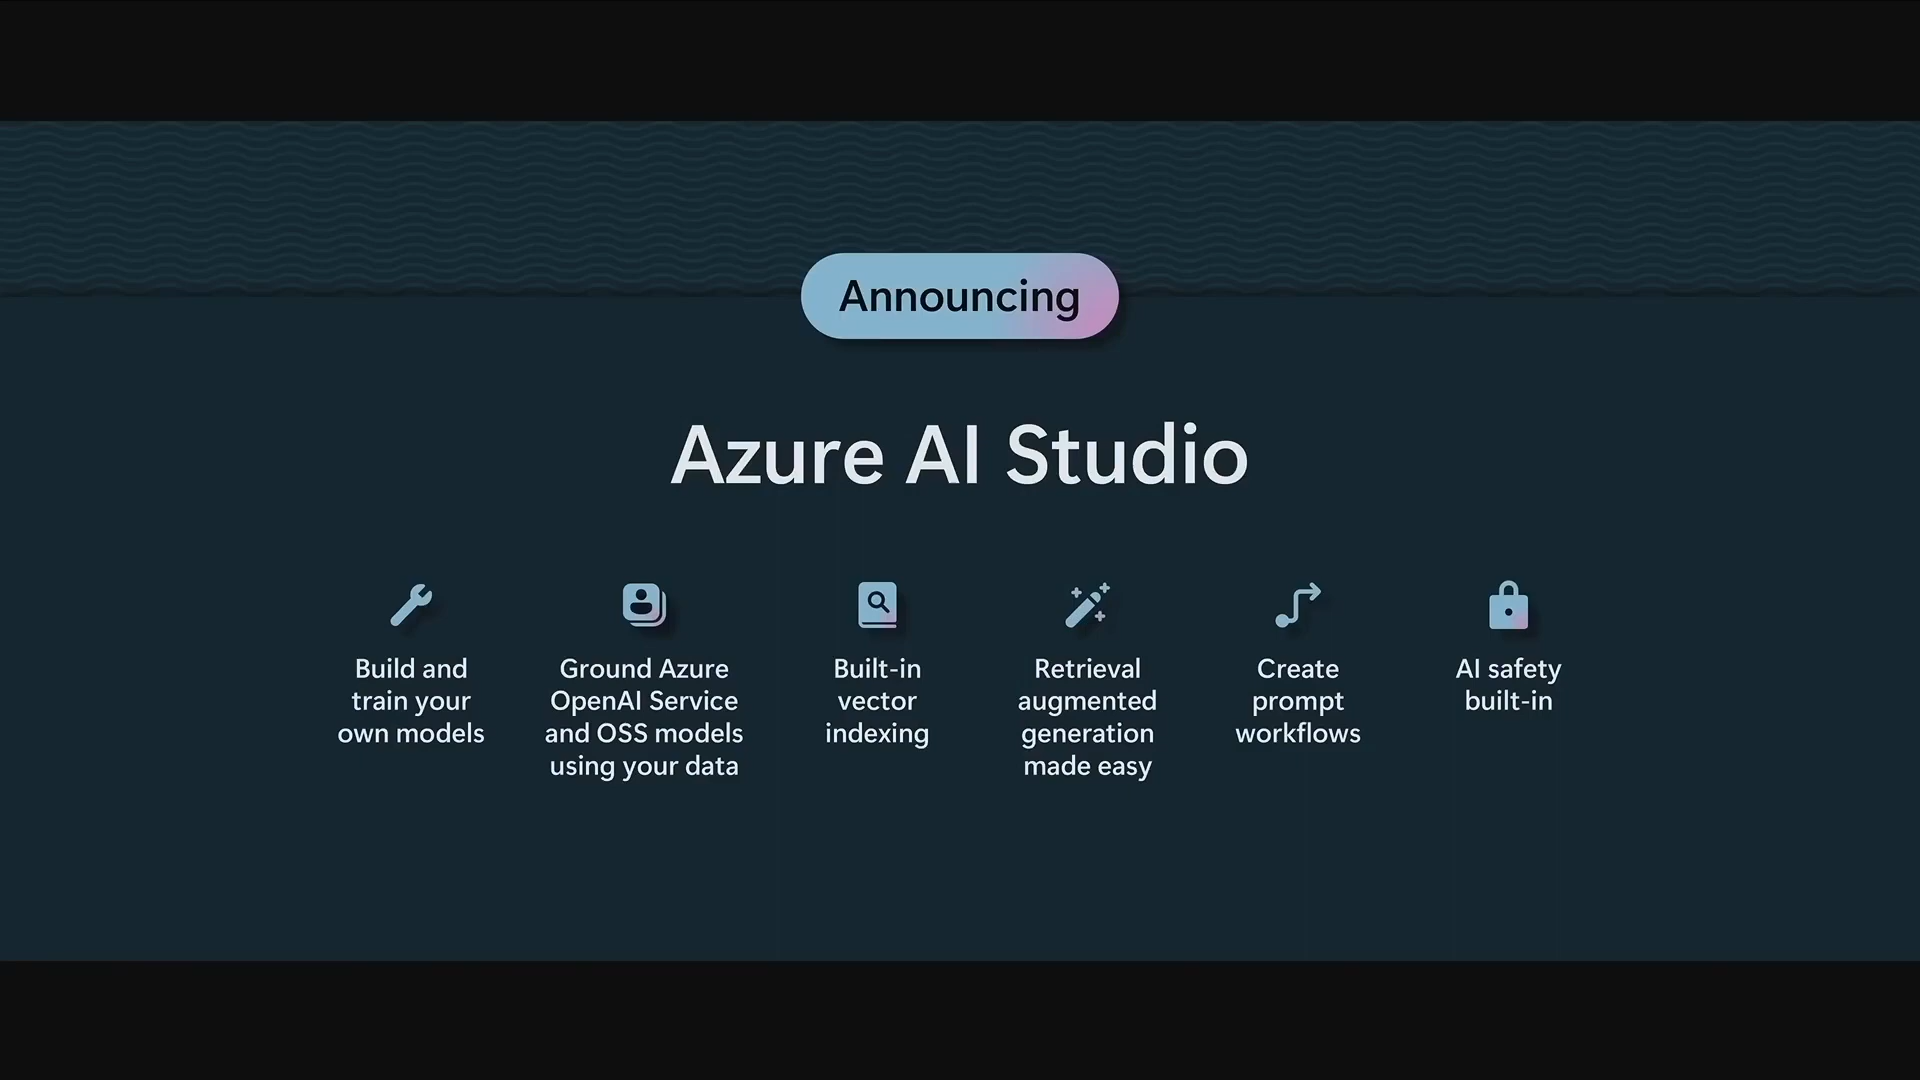 Announcing
Azure AI Studio
Build and
train your
own models
Ground Azure
OpenAI Service
and OSS models
using your data
Built-in
vector
indexing
Retrieval
augmented
generation
made easy
Create
prompt
workflows
AI safety
built-in